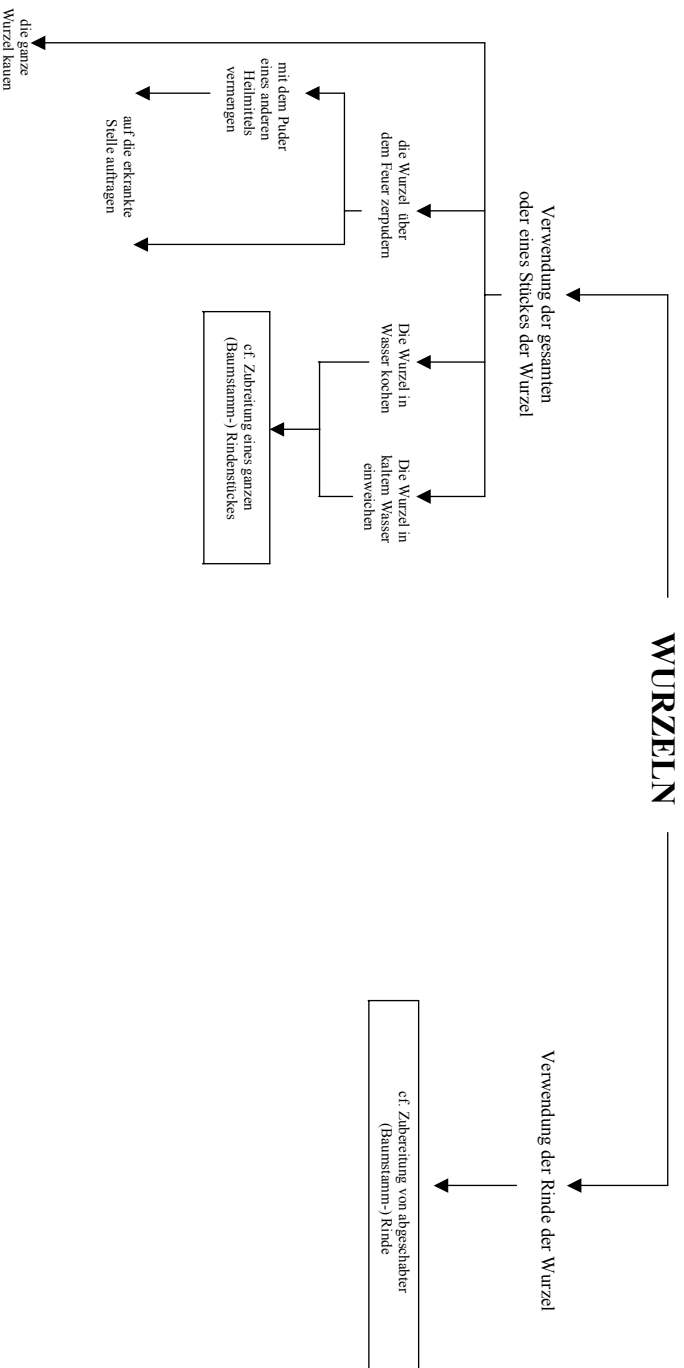 WURZELN
Verwendung der gesamten
oder eines Stückes der Wurzel
Verwendung der Rinde der Wurzel
die ganze
Wurzel kauen
die Wurzel über
dem Feuer zerpudern
Die Wurzel in
Wasser kochen
Die Wurzel in
kaltem Wasser
einweichen
mit dem Puder
eines anderen
Heilmittels
vermengen
auf die erkrankte
Stelle auftragen
cf. Zubreitung eines ganzen
(Baumstamm-) Rindenstückes
cf. Zubereitung von abgeschabter
(Baumstamm-) Rinde